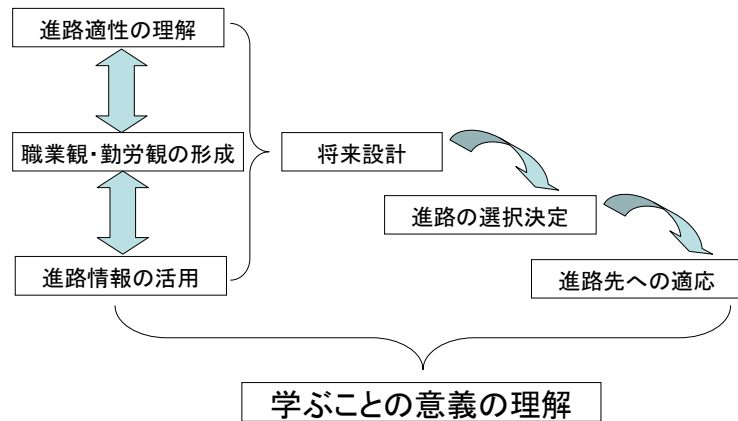 進路適性の理解
職業観・勤労観の形成
将来設計
進路の選択決定
進路情報の活用
進路先への適応
学ぶことの意義の理解